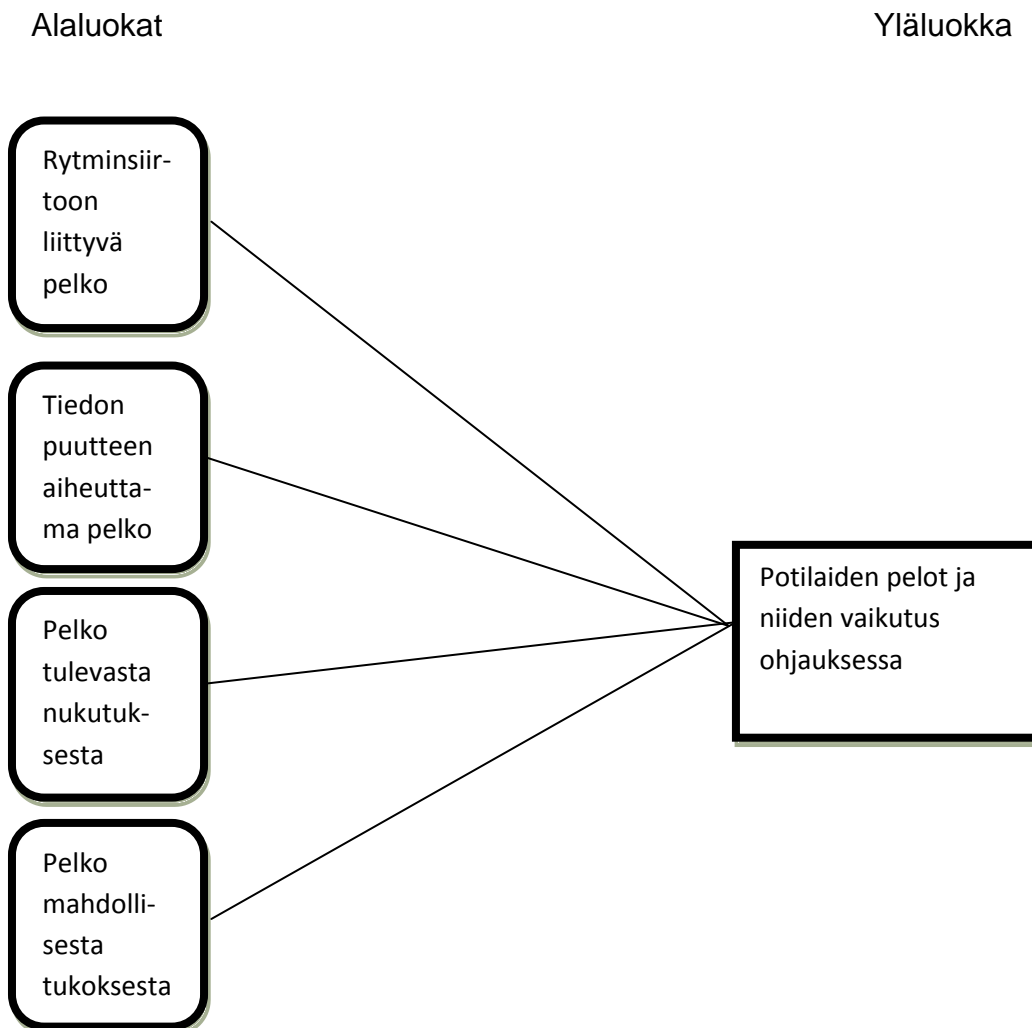 Alaluokat
Yläluokka
Rytminsiir-
toon
liittyvä
pelko
Tiedon
puutteen
aiheutta-
ma pelko
Pelko
tulevasta
nukutuk-
sesta
Pelko
mahdolli-
sesta
tukoksesta
Potilaiden pelot ja
niiden vaikutus
ohjauksessa